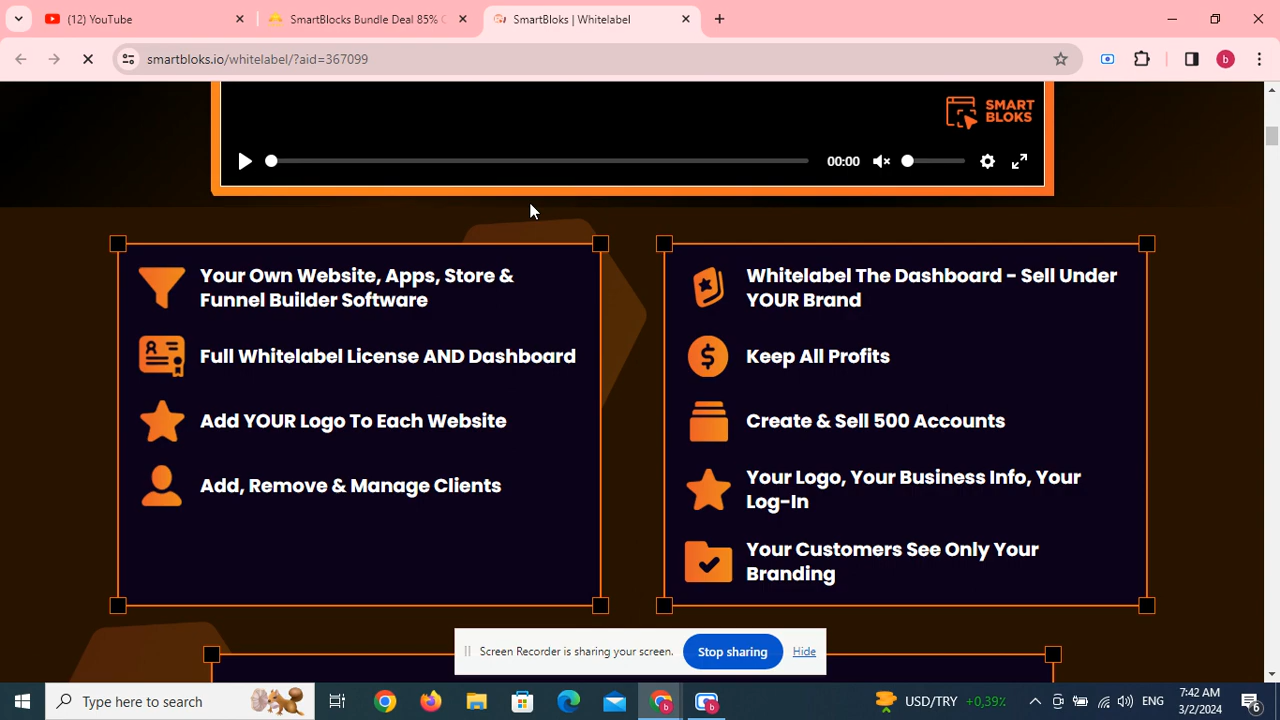 (12) YouTube
SmartBlocks Bundle Deal 85%
SmartBloks | Whitelabel
smartbloks.io/whitelabel/?aid=367099
b
SMART
BLOKS
00:00
Your Own Website, Apps, Store &
Funnel Builder Software
Full Whitelabel License AND Dashboard
Add YOUR Logo To Each Website
Add, Remove & Manage Clients
Whitelabel The Dashboard - Sell Under
YOUR Brand
Keep All Profits
Create & Sell 500 Accounts
Your Logo, Your Business Info, Your
Log-In
Your Customers See Only Your
Branding
Screen Recorder is sharing your screen.
Stop sharing
Hide
Type here to search
USD/TRY +0,39%
ENG
7:42 AM
3/2/2024
6